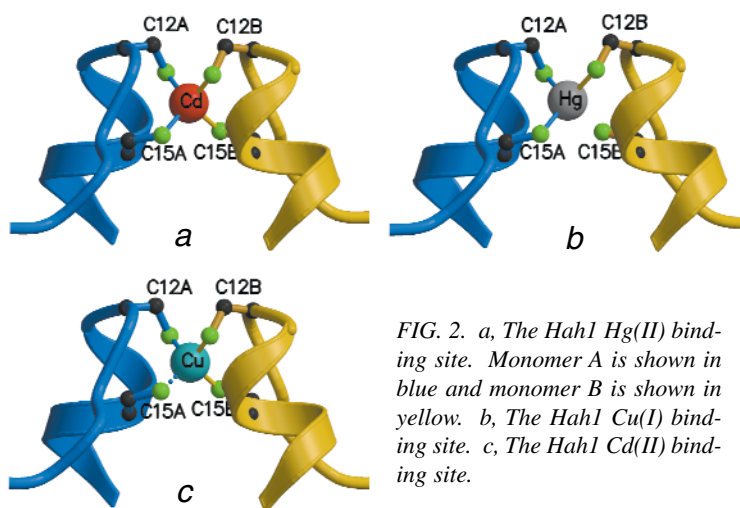 C12A C12B
Cd
C15A C15B
a
C12A C12B
Hg
C15A C15B
b
C12A C12B
Cu
C15A C15B
c
FIG. 2. a, The Hah1 Hg(II) bind-
ing site. Monomer A is shown in
blue and monomer B is shown in
yellow. b, The Hah1 Cu(I) bind-
ing site. c, The Hah1 Cd(II) bind-
ing site.